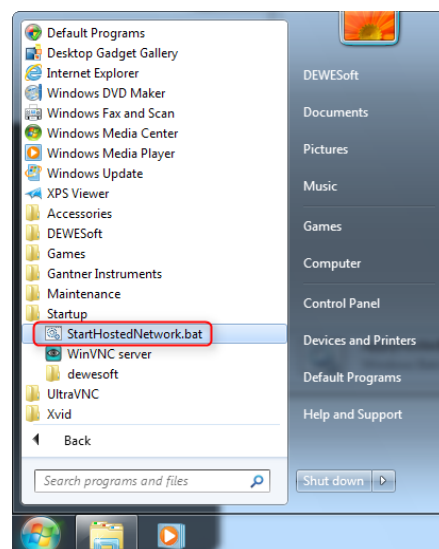 Default Programs
Desktop Gadget Gallery
Internet Explorer
Windows DVD Maker
Windows Fax and Scan
Windows Media Center
Windows Media Player
Windows Update
XPS Viewer
Accessories
DEWESoft
Games
Gantner Instruments
Maintenance
Startup
StartHostedNetwork.bat
WinVNC server
dewesoft
UltraVNC
Xvid
Back
Search programs and files
DEWESoft
Documents
Pictures
Music
Games
Computer
Control Panel
Devices and Printers
Default Programs
Help and Support
Shut down